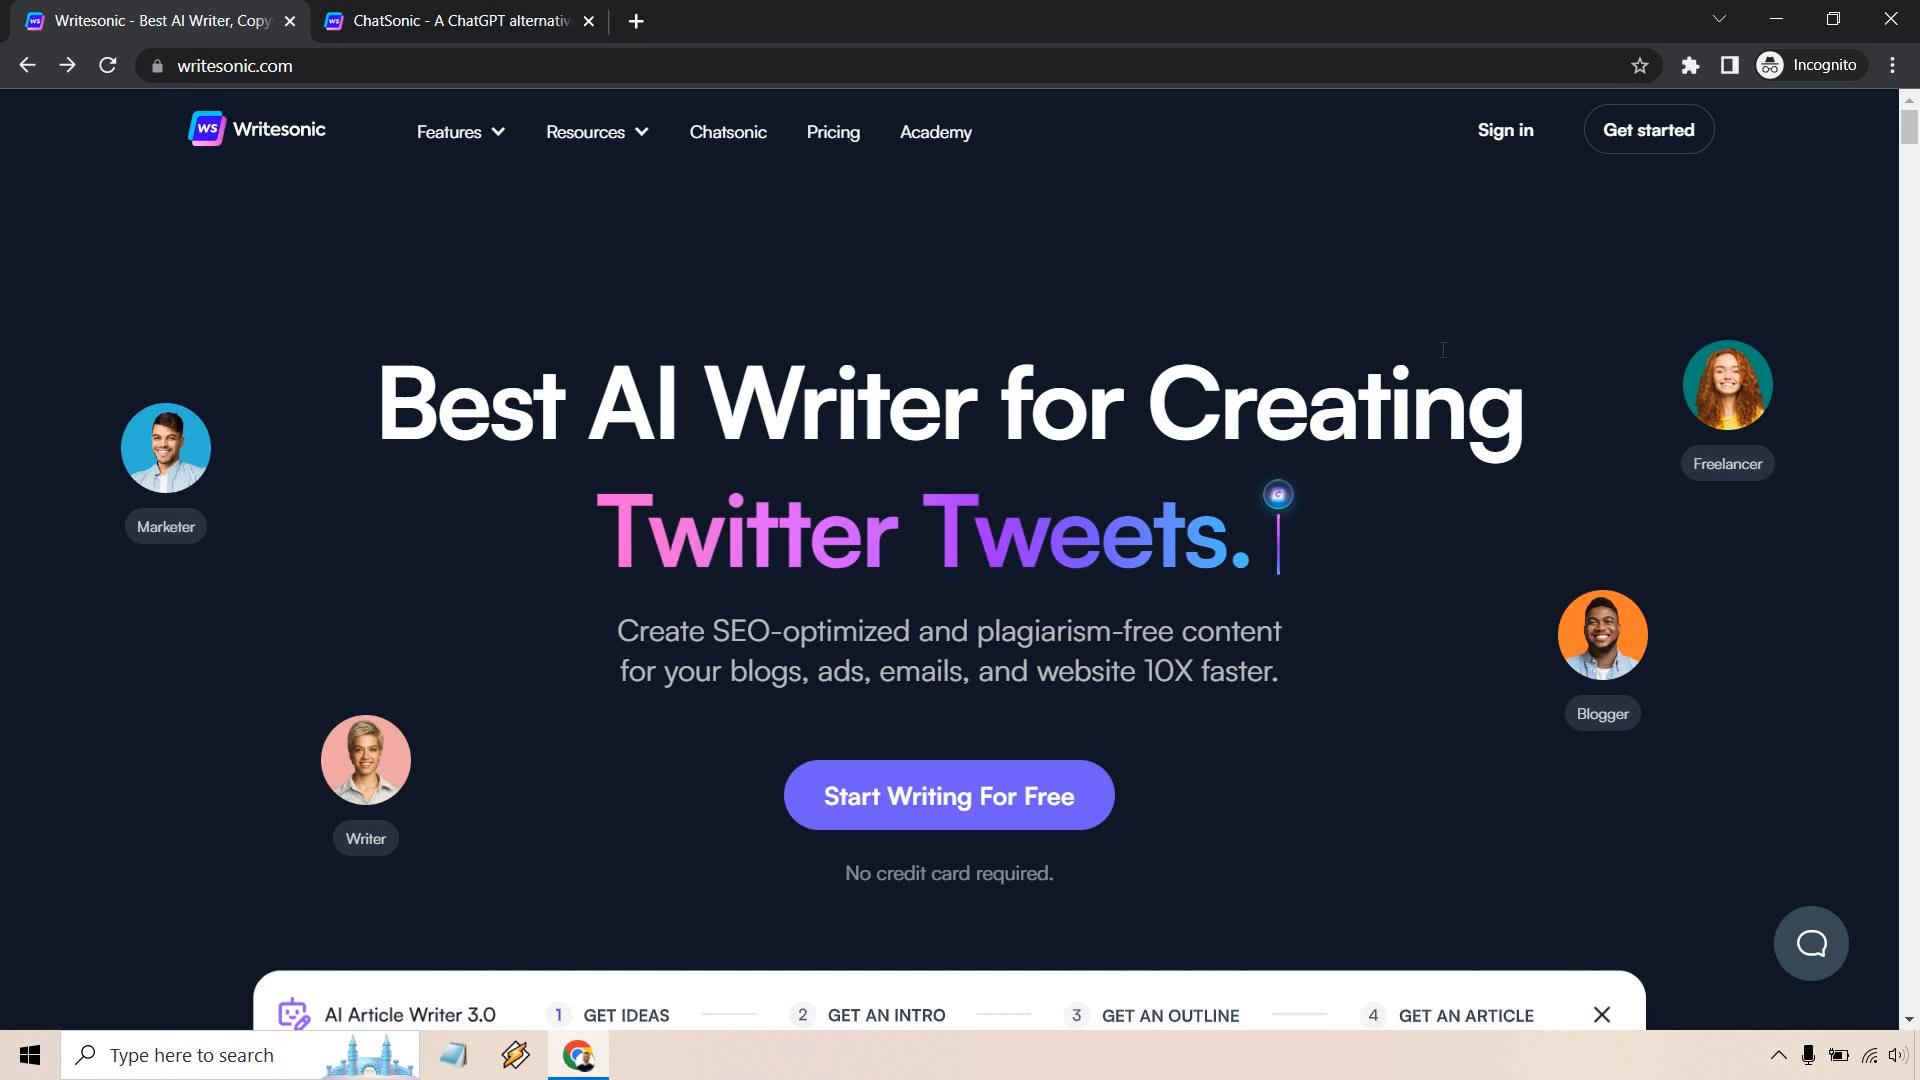 Writesonic - Best AI Writer, Copy
ChatSonic - A ChatGPT alternativ
writesonic.com
Incognito
WS Writesonic
Features
Resources
Chatsonic
Pricing
Academy
Sign in
Get started
Best AI Writer for Creating
Twitter Tweets.
Create SEO-optimized and plagiarism-free content
for your blogs, ads, emails, and website 10X faster.
Start Writing For Free
No credit card required.
Marketer
Writer
Freelancer
Blogger
AI Article Writer 3.0
1 GET IDEAS
2 GET AN INTRO
3 GET AN OUTLINE
4 GET AN ARTICLE
Type here to search